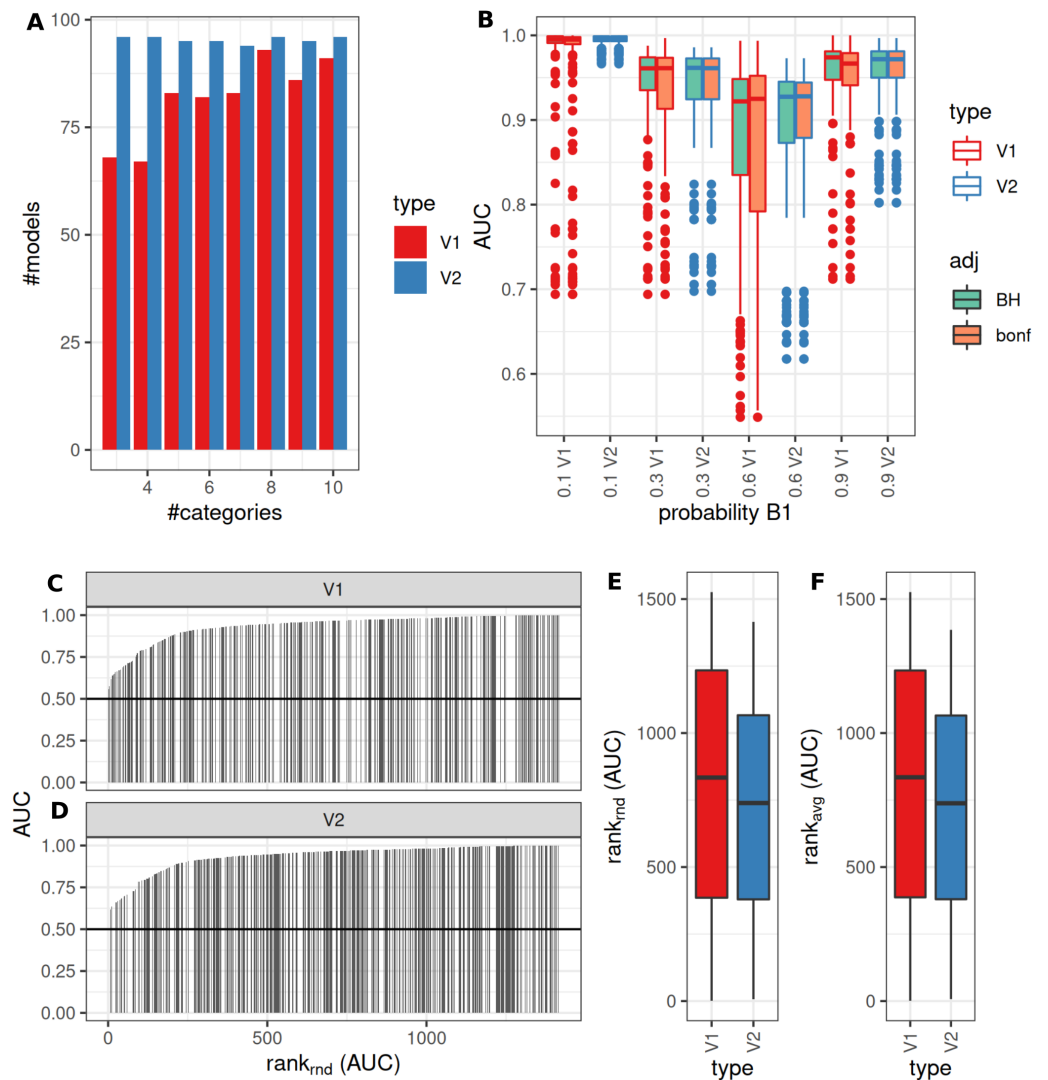 A
100
75
50
25
0
#models
4
6
8
10
#categories
type
V1
V2
B
1.0
0.9
0.8
0.7
0.6
AUC
0.1 V1
0.1 V2
0.3 V1
0.3 V2
0.6 V1
0.6 V2
0.9 V1
0.9 V2
probability B1
type
V1
V2
adj
BH
bonf
C
V1
1.00
0.75
0.50
0.25
0.00
AUC
D
V2
1.00
0.75
0.50
0.25
0.00
0
500
1000
rankrnd (AUC)
E
1500
1000
500
0
rankrnd (AUC)
V1
V2
type
F
1500
1000
500
0
rankavg (AUC)
V1
V2
type